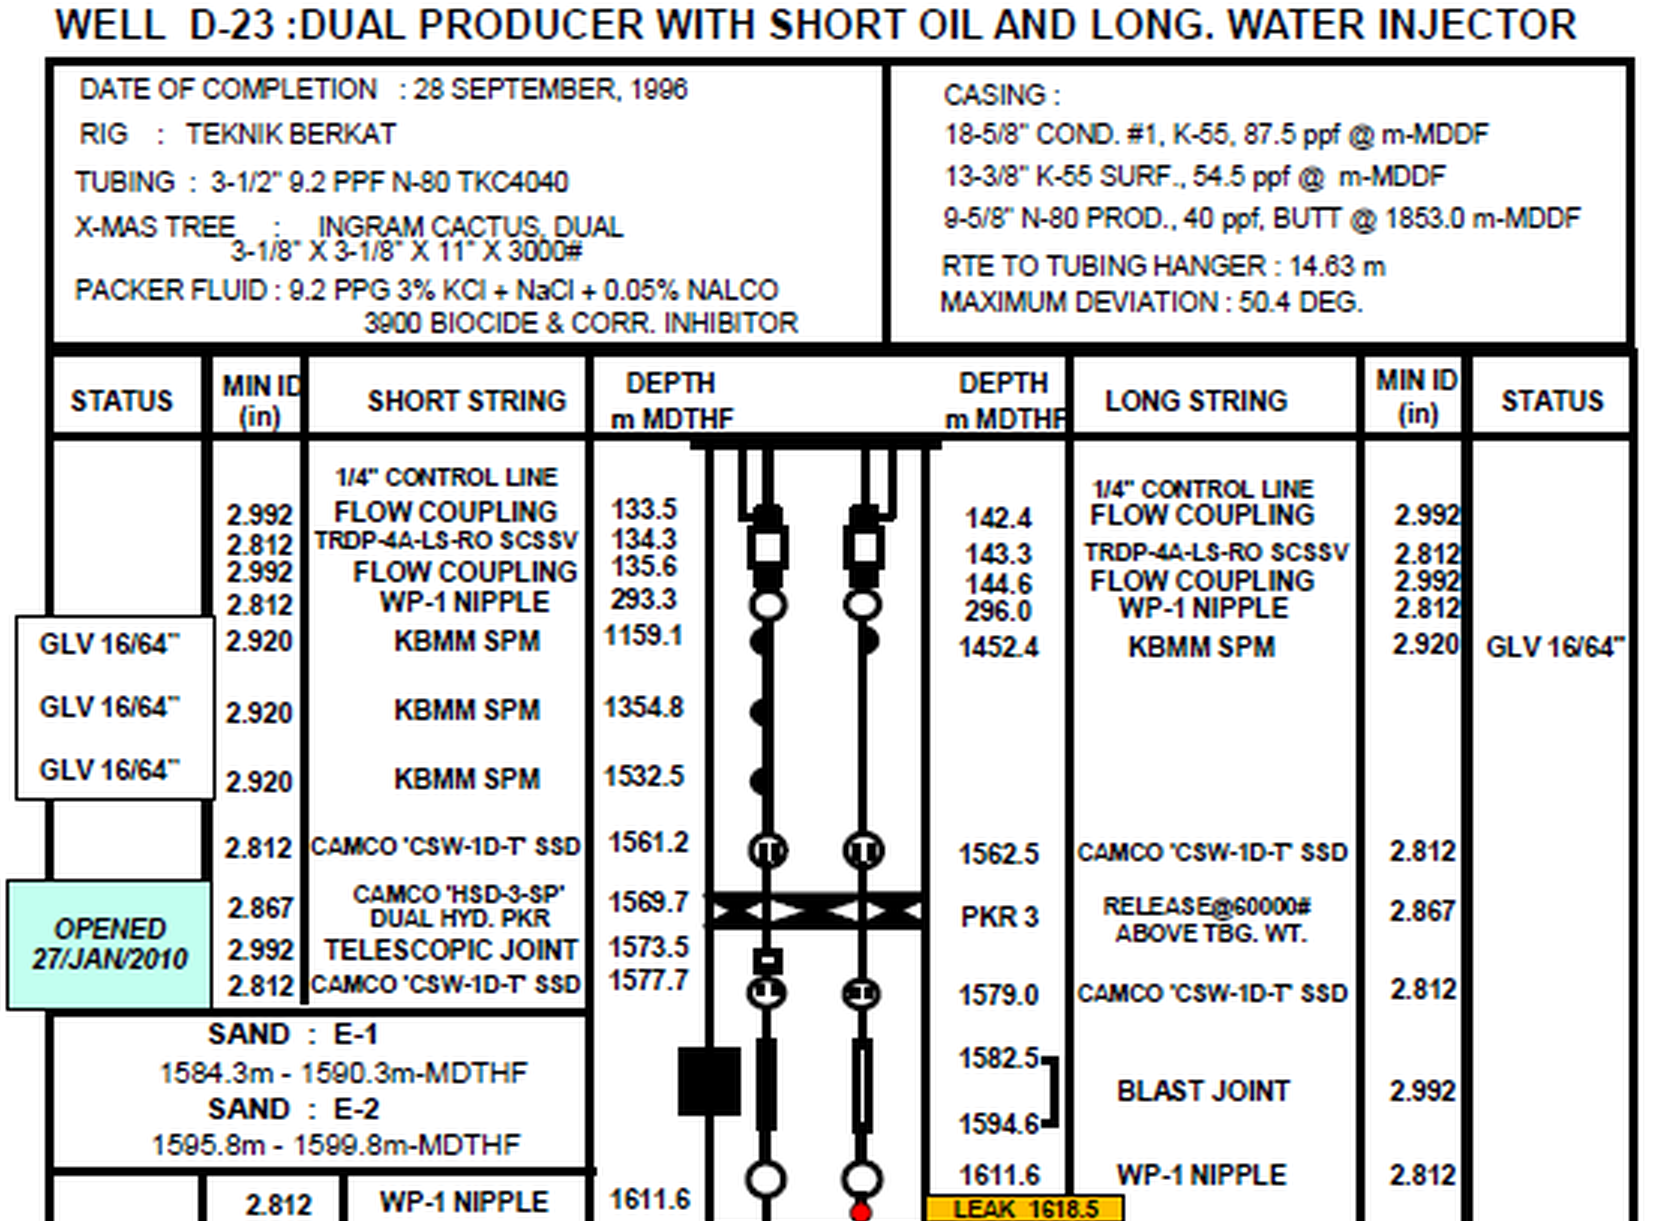 WELL D-23 :DUAL PRODUCER WITH SHORT OIL AND LONG. WATER INJECTOR
DATE OF COMPLETION : 28 SEPTEMBER, 1996
RIG : TEKNIK BERKAT
TUBING : 3-1/2" 9.2 PPF N-80 TKC4040
X-MAS TREE : INGRAM CACTUS, DUAL
3-1/8" X 3-1/8" X 11" X 3000#
PACKER FLUID : 9.2 PPG 3% KCl + NaCl + 0.05% NALCO
3900 BIOCIDE & CORR. INHIBITOR
CASING :
18-5/8" COND. #1, K-55, 87.5 ppf @ m-MDDF
13-3/8" K-55 SURF., 54.5 ppf @ m-MDDF
9-5/8" N-80 PROD., 40 ppf, BUTT @ 1853.0 m-MDDF
RTE TO TUBING HANGER : 14.63 m
MAXIMUM DEVIATION : 50.4 DEG.
STATUS MIN ID (in) SHORT STRING DEPTH m MDTHF DEPTH m MDTHF LONG STRING MIN ID (in) STATUS
1/4" CONTROL LINE 1/4" CONTROL LINE
2.992 FLOW COUPLING 133.5 142.4 FLOW COUPLING 2.992
2.812 TRDP-4A-LS-RO SCSSV 134.3 143.3 TRDP-4A-LS-RO SCSSV 2.812
2.992 FLOW COUPLING 135.6 144.6 FLOW COUPLING 2.992
2.812 WP-1 NIPPLE 293.3 296.0 WP-1 NIPPLE 2.812
GLV 16/64" 2.920 KBMM SPM 1159.1 1452.4 KBMM SPM 2.920 GLV 16/64"
GLV 16/64" 2.920 KBMM SPM 1354.8
GLV 16/64" 2.920 KBMM SPM 1532.5
2.812 CAMCO 'CSW-1D-T' SSD 1561.2 1562.5 CAMCO 'CSW-1D-T' SSD 2.812
2.867 CAMCO 'HSD-3-SP' DUAL HYD. PKR 1569.7 PKR 3 RELEASE@60000# ABOVE TBG. WT. 2.867
OPENED
27/JAN/2010
2.992 TELESCOPIC JOINT 1573.5
2.812 CAMCO 'CSW-1D-T' SSD 1577.7 1579.0 CAMCO 'CSW-1D-T' SSD 2.812
SAND : E-1
1584.3m - 1590.3m-MDTHF
SAND : E-2
1595.8m - 1599.8m-MDTHF
1582.5
BLAST JOINT 2.992
1594.6
1611.6 WP-1 NIPPLE 2.812
2.812 WP-1 NIPPLE 1611.6
LEAK 1618.5